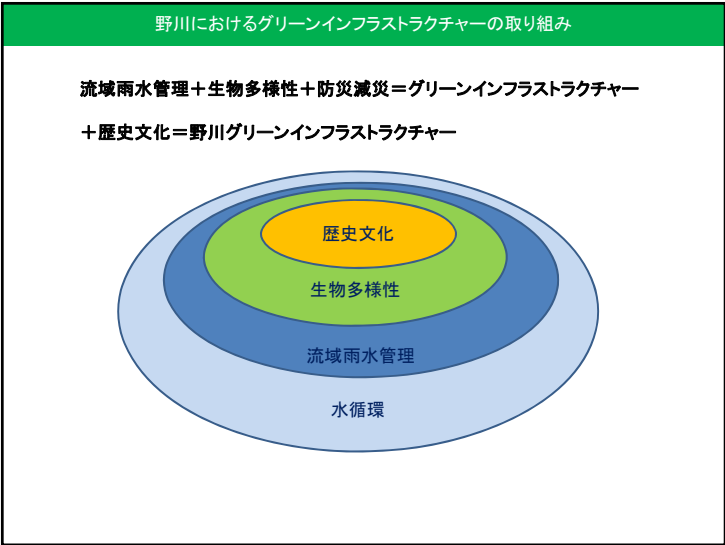 野川におけるグリーンインフラストラクチャーの取り組み
流域雨水管理＋生物多様性＋防災減災＝グリーンインフラストラクチャー
＋歴史文化＝野川グリーンインフラストラクチャー
歴史文化
生物多様性
流域雨水管理
水循環